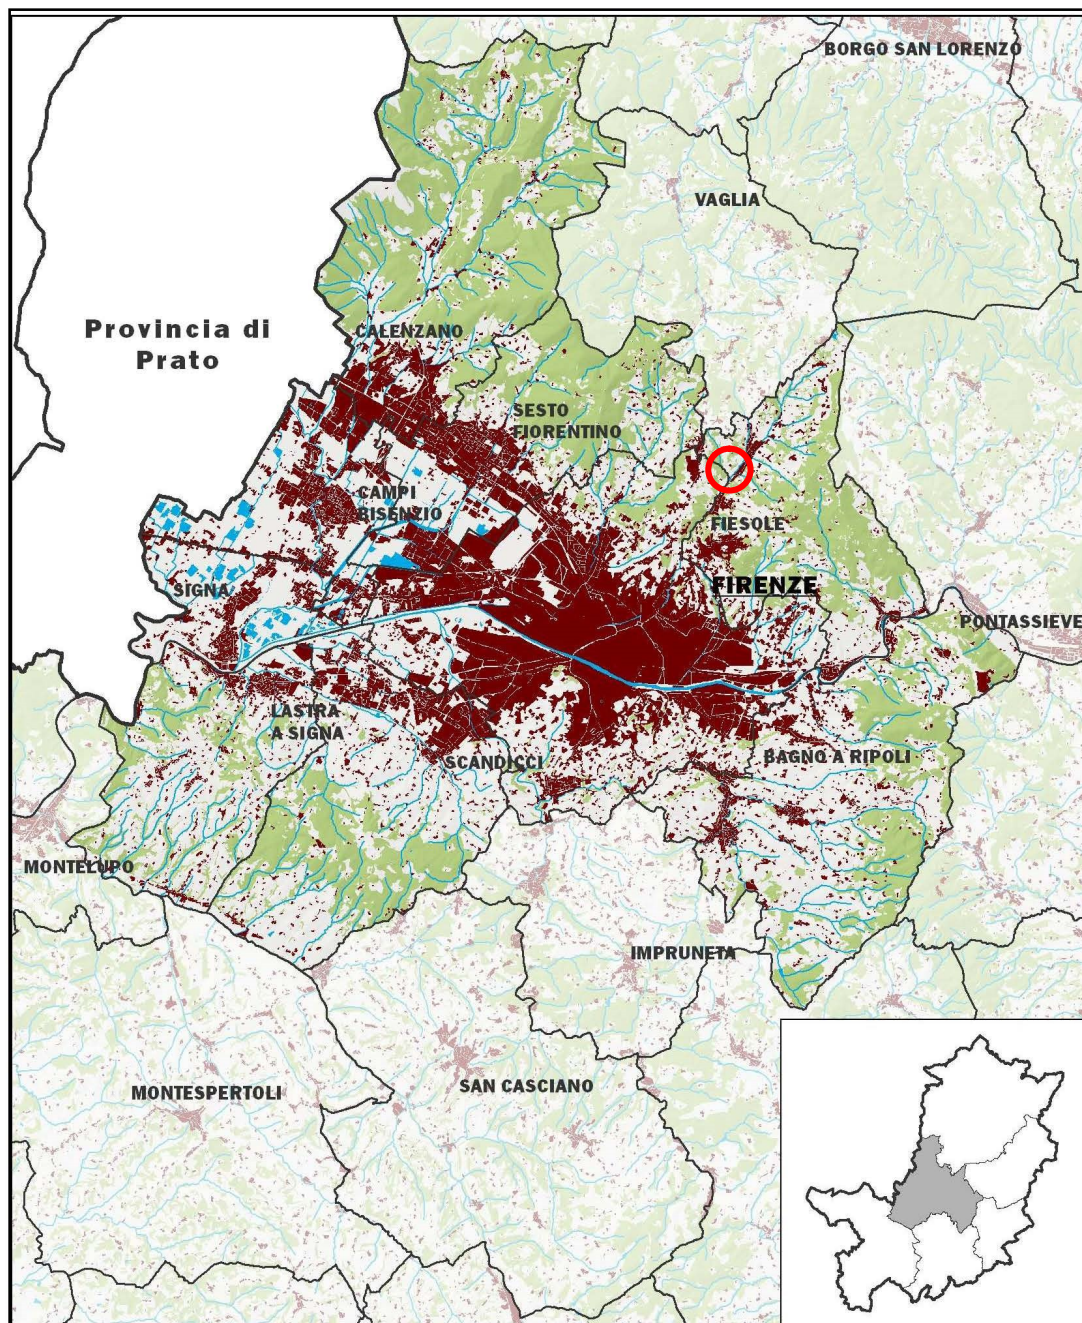 BORGO SAN LORENZO
VAGLIA
Provincia di
Prato
CALENZANO
SESTO
FIORENTINO
CAMPI
BISENZIO
FIESOLE
FIRENZE
SIGNA
PONTASSIEVE
LASTRA
A SIGNA
SCANDICCI
BAGNO A RIPOLI
MONTELUPO
IMPRUNETA
MONTESPERTOLI
SAN CASCIANO